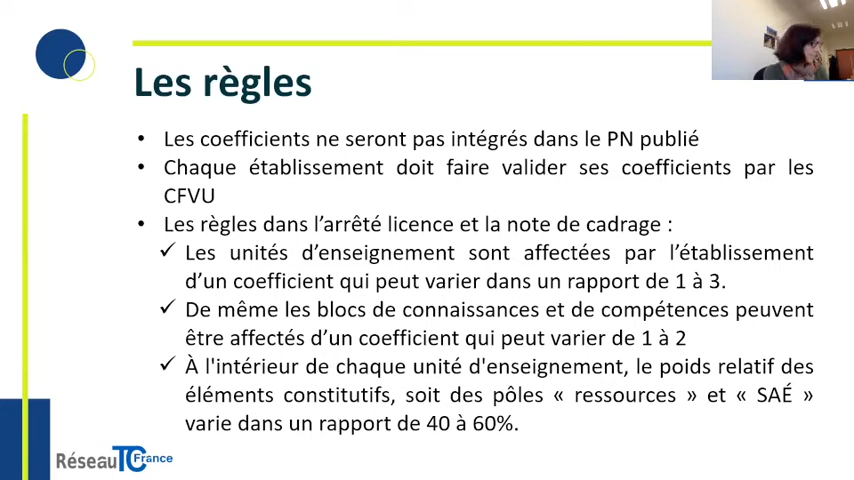 Les règles
• Les coefficients ne seront pas intégrés dans le PN publié
• Chaque établissement doit faire valider ses coefficients par les
CFVU
• Les règles dans l’arrêté licence et la note de cadrage :
✓ Les unités d’enseignement sont affectées par l’établissement
d’un coefficient qui peut varier dans un rapport de 1 à 3.
✓ De même les blocs de connaissances et de compétences peuvent
être affectés d’un coefficient qui peut varier de 1 à 2
✓ À l'intérieur de chaque unité d'enseignement, le poids relatif des
éléments constitutifs, soit des pôles « ressources » et « SAÉ »
varie dans un rapport de 40 à 60%.
Réseau TC France